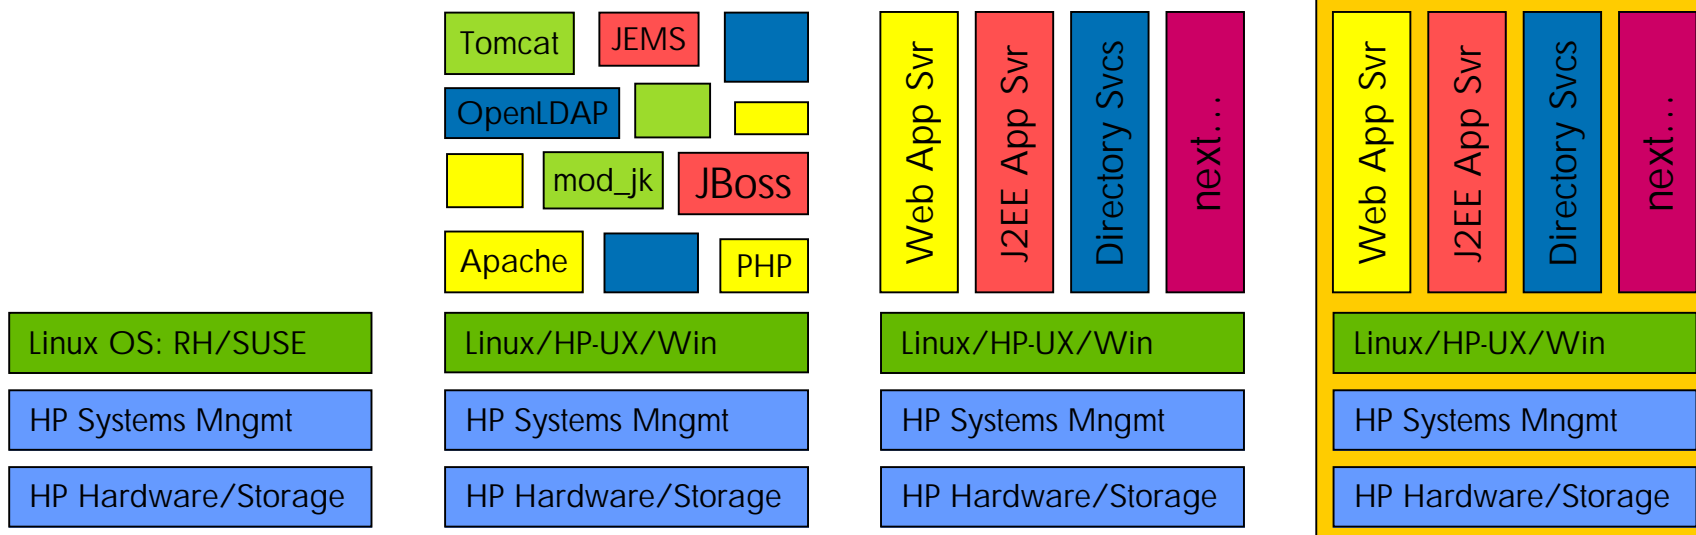 Linux OS: RH/SUSE
HP Systems Mngmt
HP Hardware/Storage
Tomcat
JEMS
OpenLDAP
mod_jk
JBoss
Apache
PHP
Linux/HP-UX/Win
HP Systems Mngmt
HP Hardware/Storage
Web App Svr
J2EE App Svr
Directory Svcs
next...
Linux/HP-UX/Win
HP Systems Mngmt
HP Hardware/Storage
Web App Svr
J2EE App Svr
Directory Svcs
next...
Linux/HP-UX/Win
HP Systems Mngmt
HP Hardware/Storage